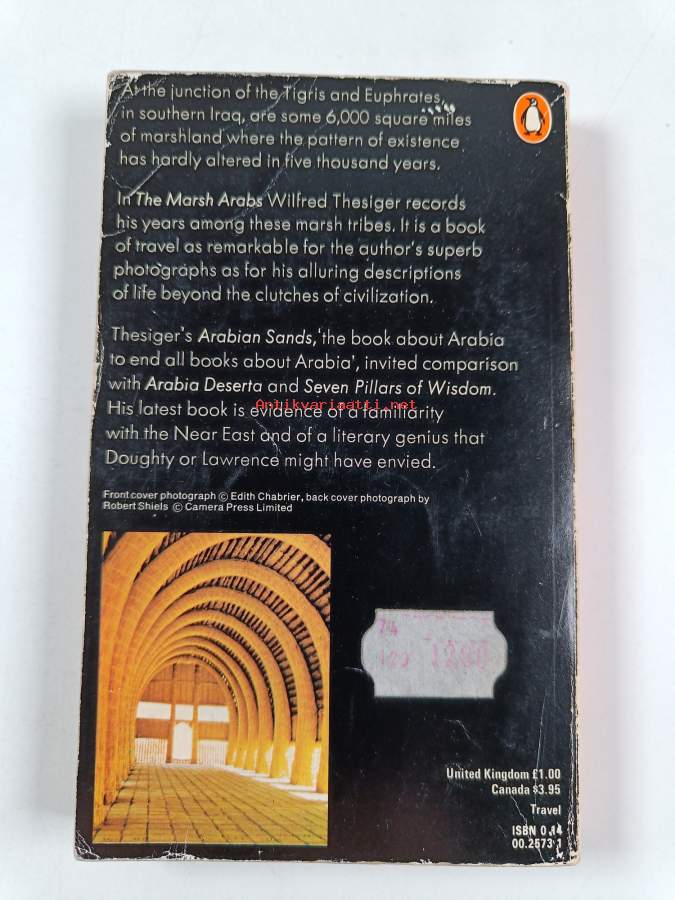 At the junction of the Tigris and Euphrates,
in southern Iraq, are some 6,000 square miles
of marshland where the pattern of existence
has hardly altered in five thousand years.
In The Marsh Arabs Wilfred Thesiger records
his years among these marsh tribes. It is a book
of travel as remarkable for the author's superb
photographs as for his alluring descriptions
of life beyond the clutches of civilization.
Thesiger's Arabian Sands, 'the book about Arabia
to end all books about Arabia', invited comparison
with Arabia Deserta and Seven Pillars of Wisdom.
Antikvariaatti.net
His latest book is evidence of a familiarity
with the Near East and of a literary genius that
Doughty or Lawrence might have envied.
Front cover photograph © Edith Chabrier, back cover photograph by
Robert Shiels © Camera Press Limited
74
United Kingdom £1.00
Canada $3.95
Travel
ISBN 0 14
00.2573 1